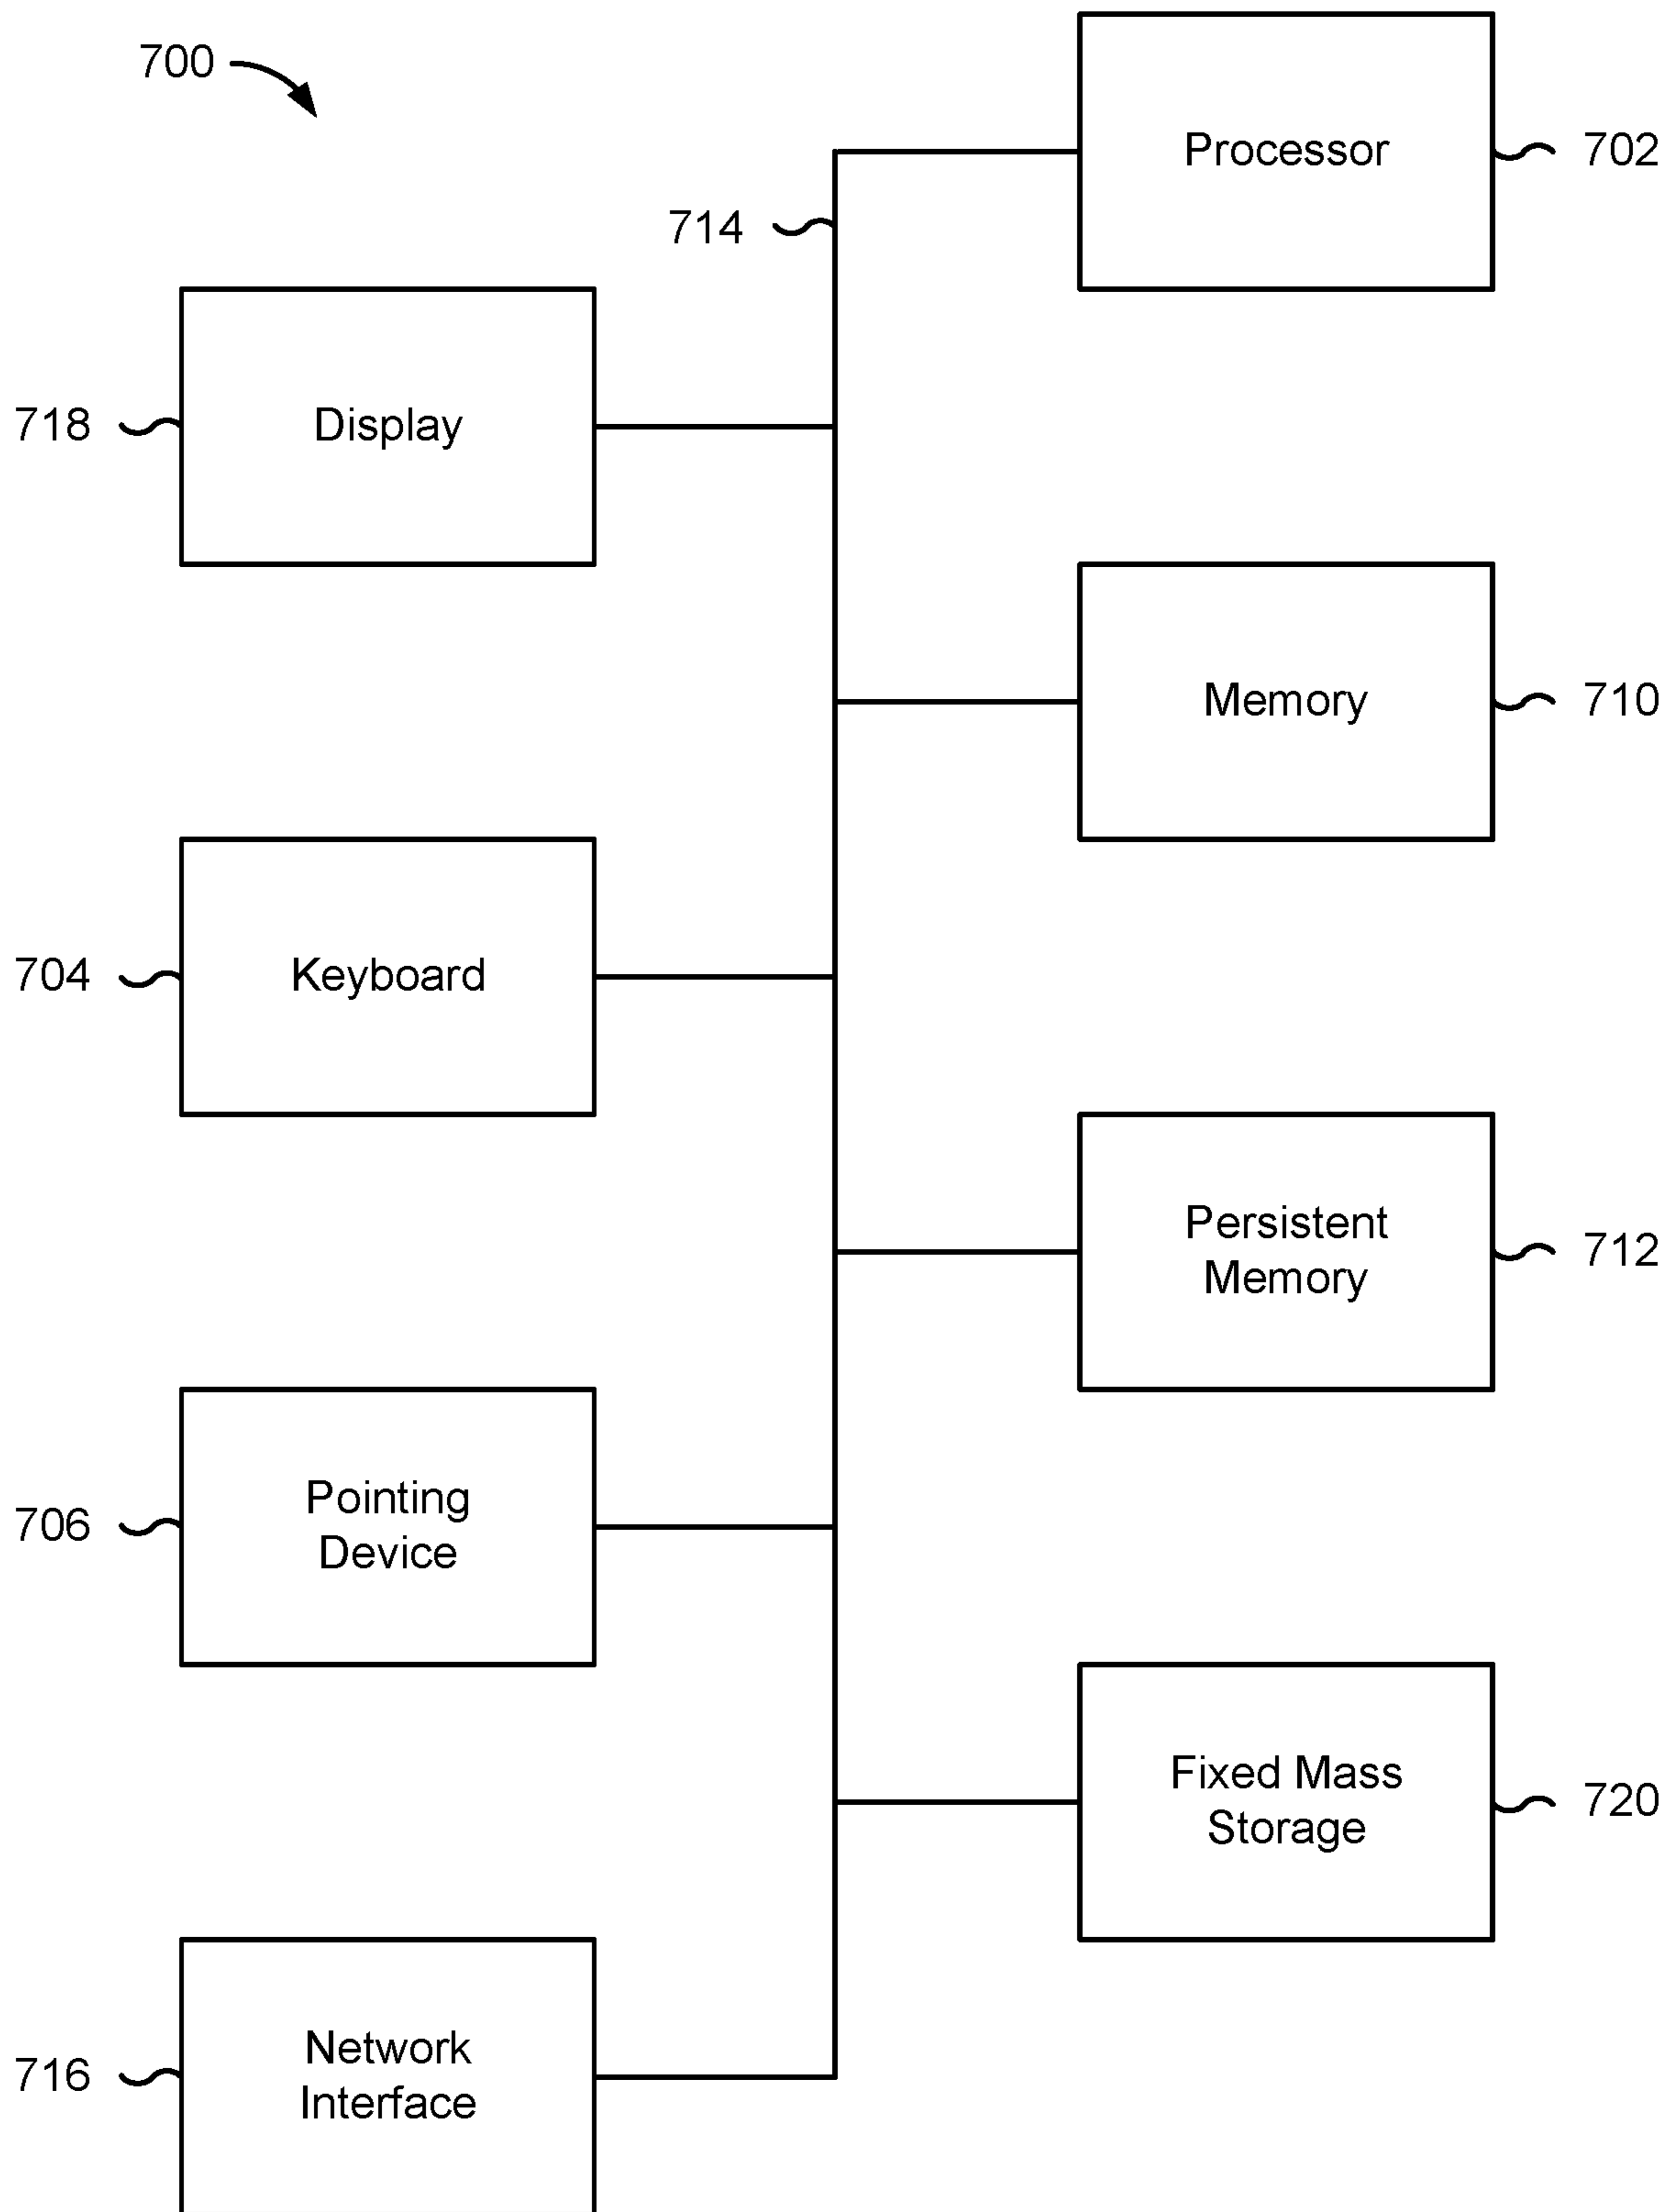 700
Processor
702
714
718
Display
Memory
710
704
Keyboard
Persistent
Memory
712
706
Pointing
Device
Fixed Mass
Storage
720
716
Network
Interface